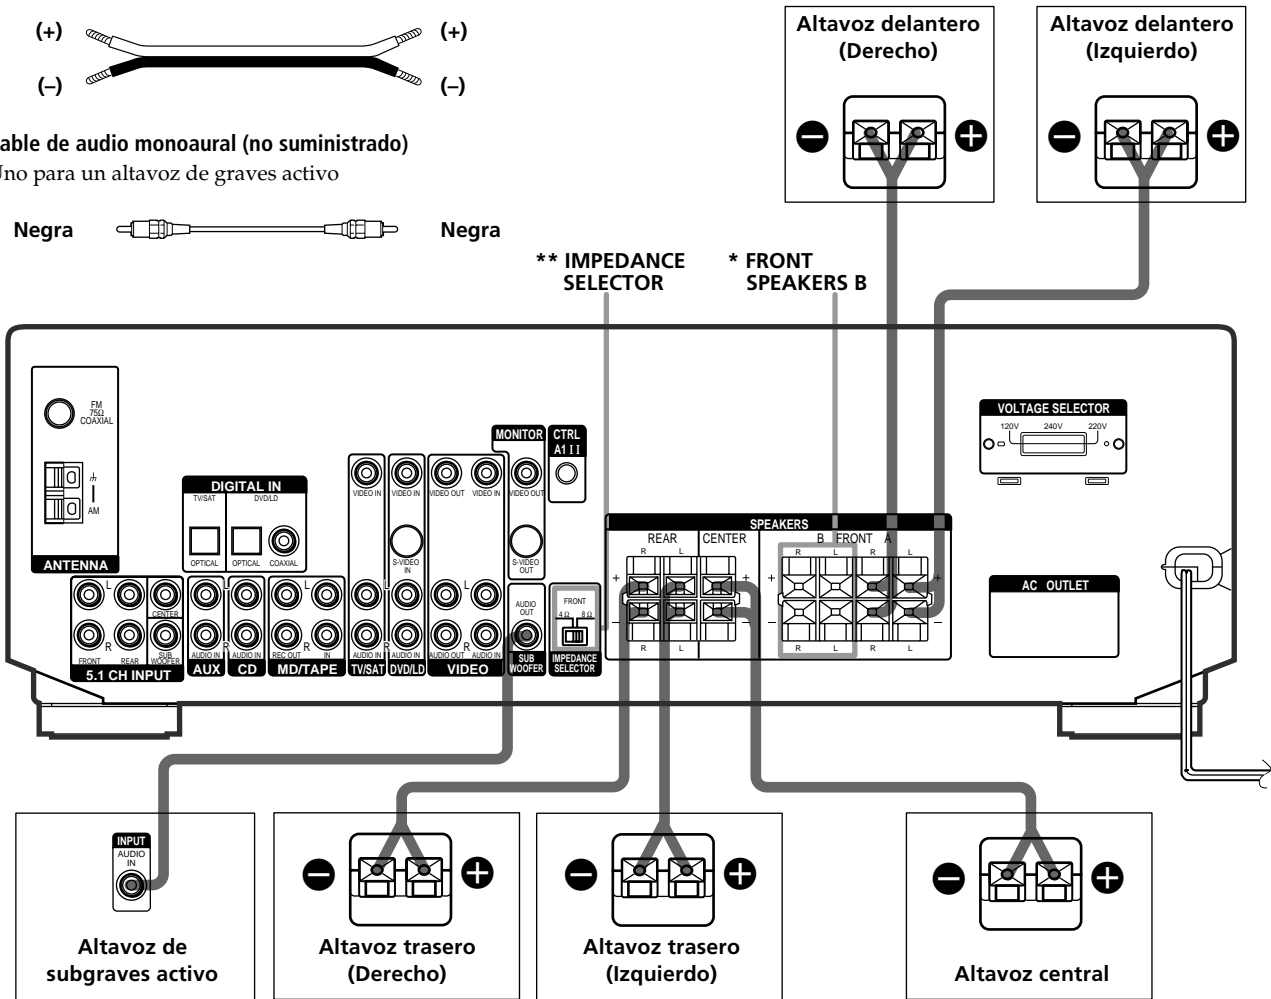 (+)
(+)
(–)
(–)
able de audio monoaural (no suministrado)
Uno para un altavoz de graves activo
Negra
Negra
Altavoz delantero
(Derecho)
Altavoz delantero
(Izquierdo)
** IMPEDANCE
SELECTOR
* FRONT
SPEAKERS B
FM
75Ω
COAXIAL
AM
ANTENNA
DIGITAL IN
TV/SAT
DVD/LD
OPTICAL
OPTICAL
COAXIAL
MONITOR
CTRL
A1 II
VIDEO IN
VIDEO IN
VIDEO OUT
VIDEO IN
VIDEO OUT
S-VIDEO
IN
S-VIDEO
OUT
L
R
CENTER
FRONT
REAR
SUB
WOOFER
5.1 CH INPUT
L
R
AUDIO IN
AUDIO IN
AUX
CD
L
R
REC OUT
IN
MD/TAPE
L
R
AUDIO IN
AUDIO IN
TV/SAT
DVD/LD
L
R
AUDIO OUT
AUDIO IN
VIDEO
AUDIO
OUT
SUB
WOOFER
FRONT
4 Ω
8 Ω
IMPEDANCE
SELECTOR
SPEAKERS
REAR
CENTER
B FRONT A
R
L
R
L
R
L
+
+
+
+
–
–
–
–
R
L
R
L
R
L
VOLTAGE SELECTOR
120V
240V
220V
AC OUTLET
INPUT
AUDIO
IN
Altavoz de
subgraves activo
Altavoz trasero
(Derecho)
Altavoz trasero
(Izquierdo)
Altavoz central